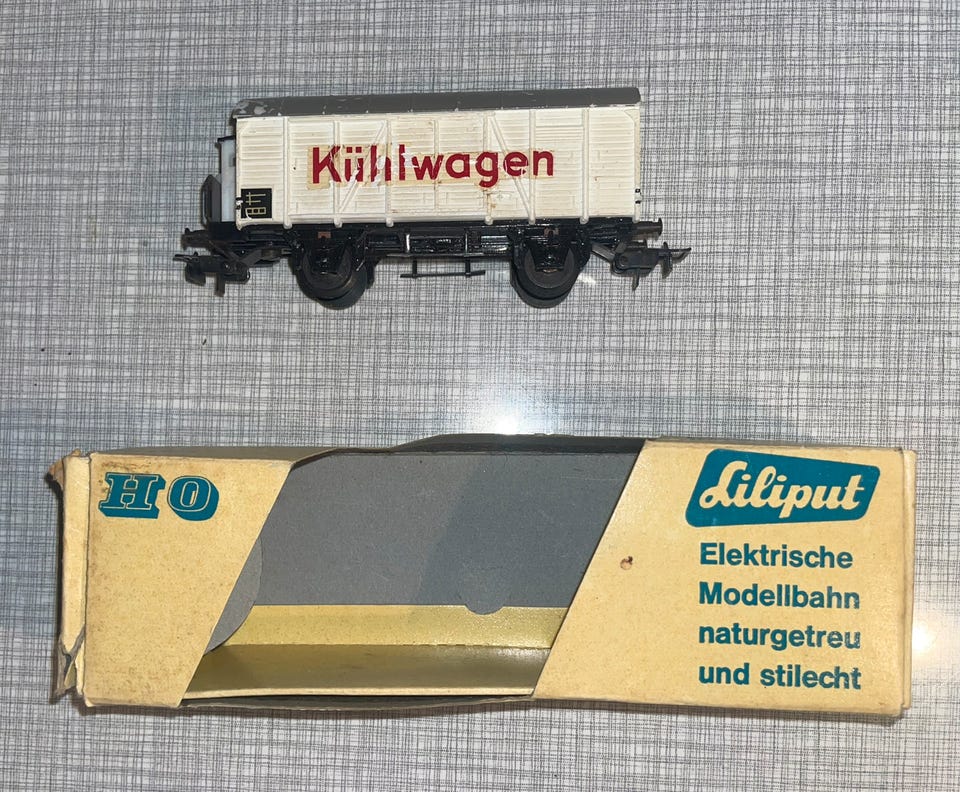 Kühlwagen
HO
Liliput
Elektrische
Modellbahn
naturgetreu
und stilecht